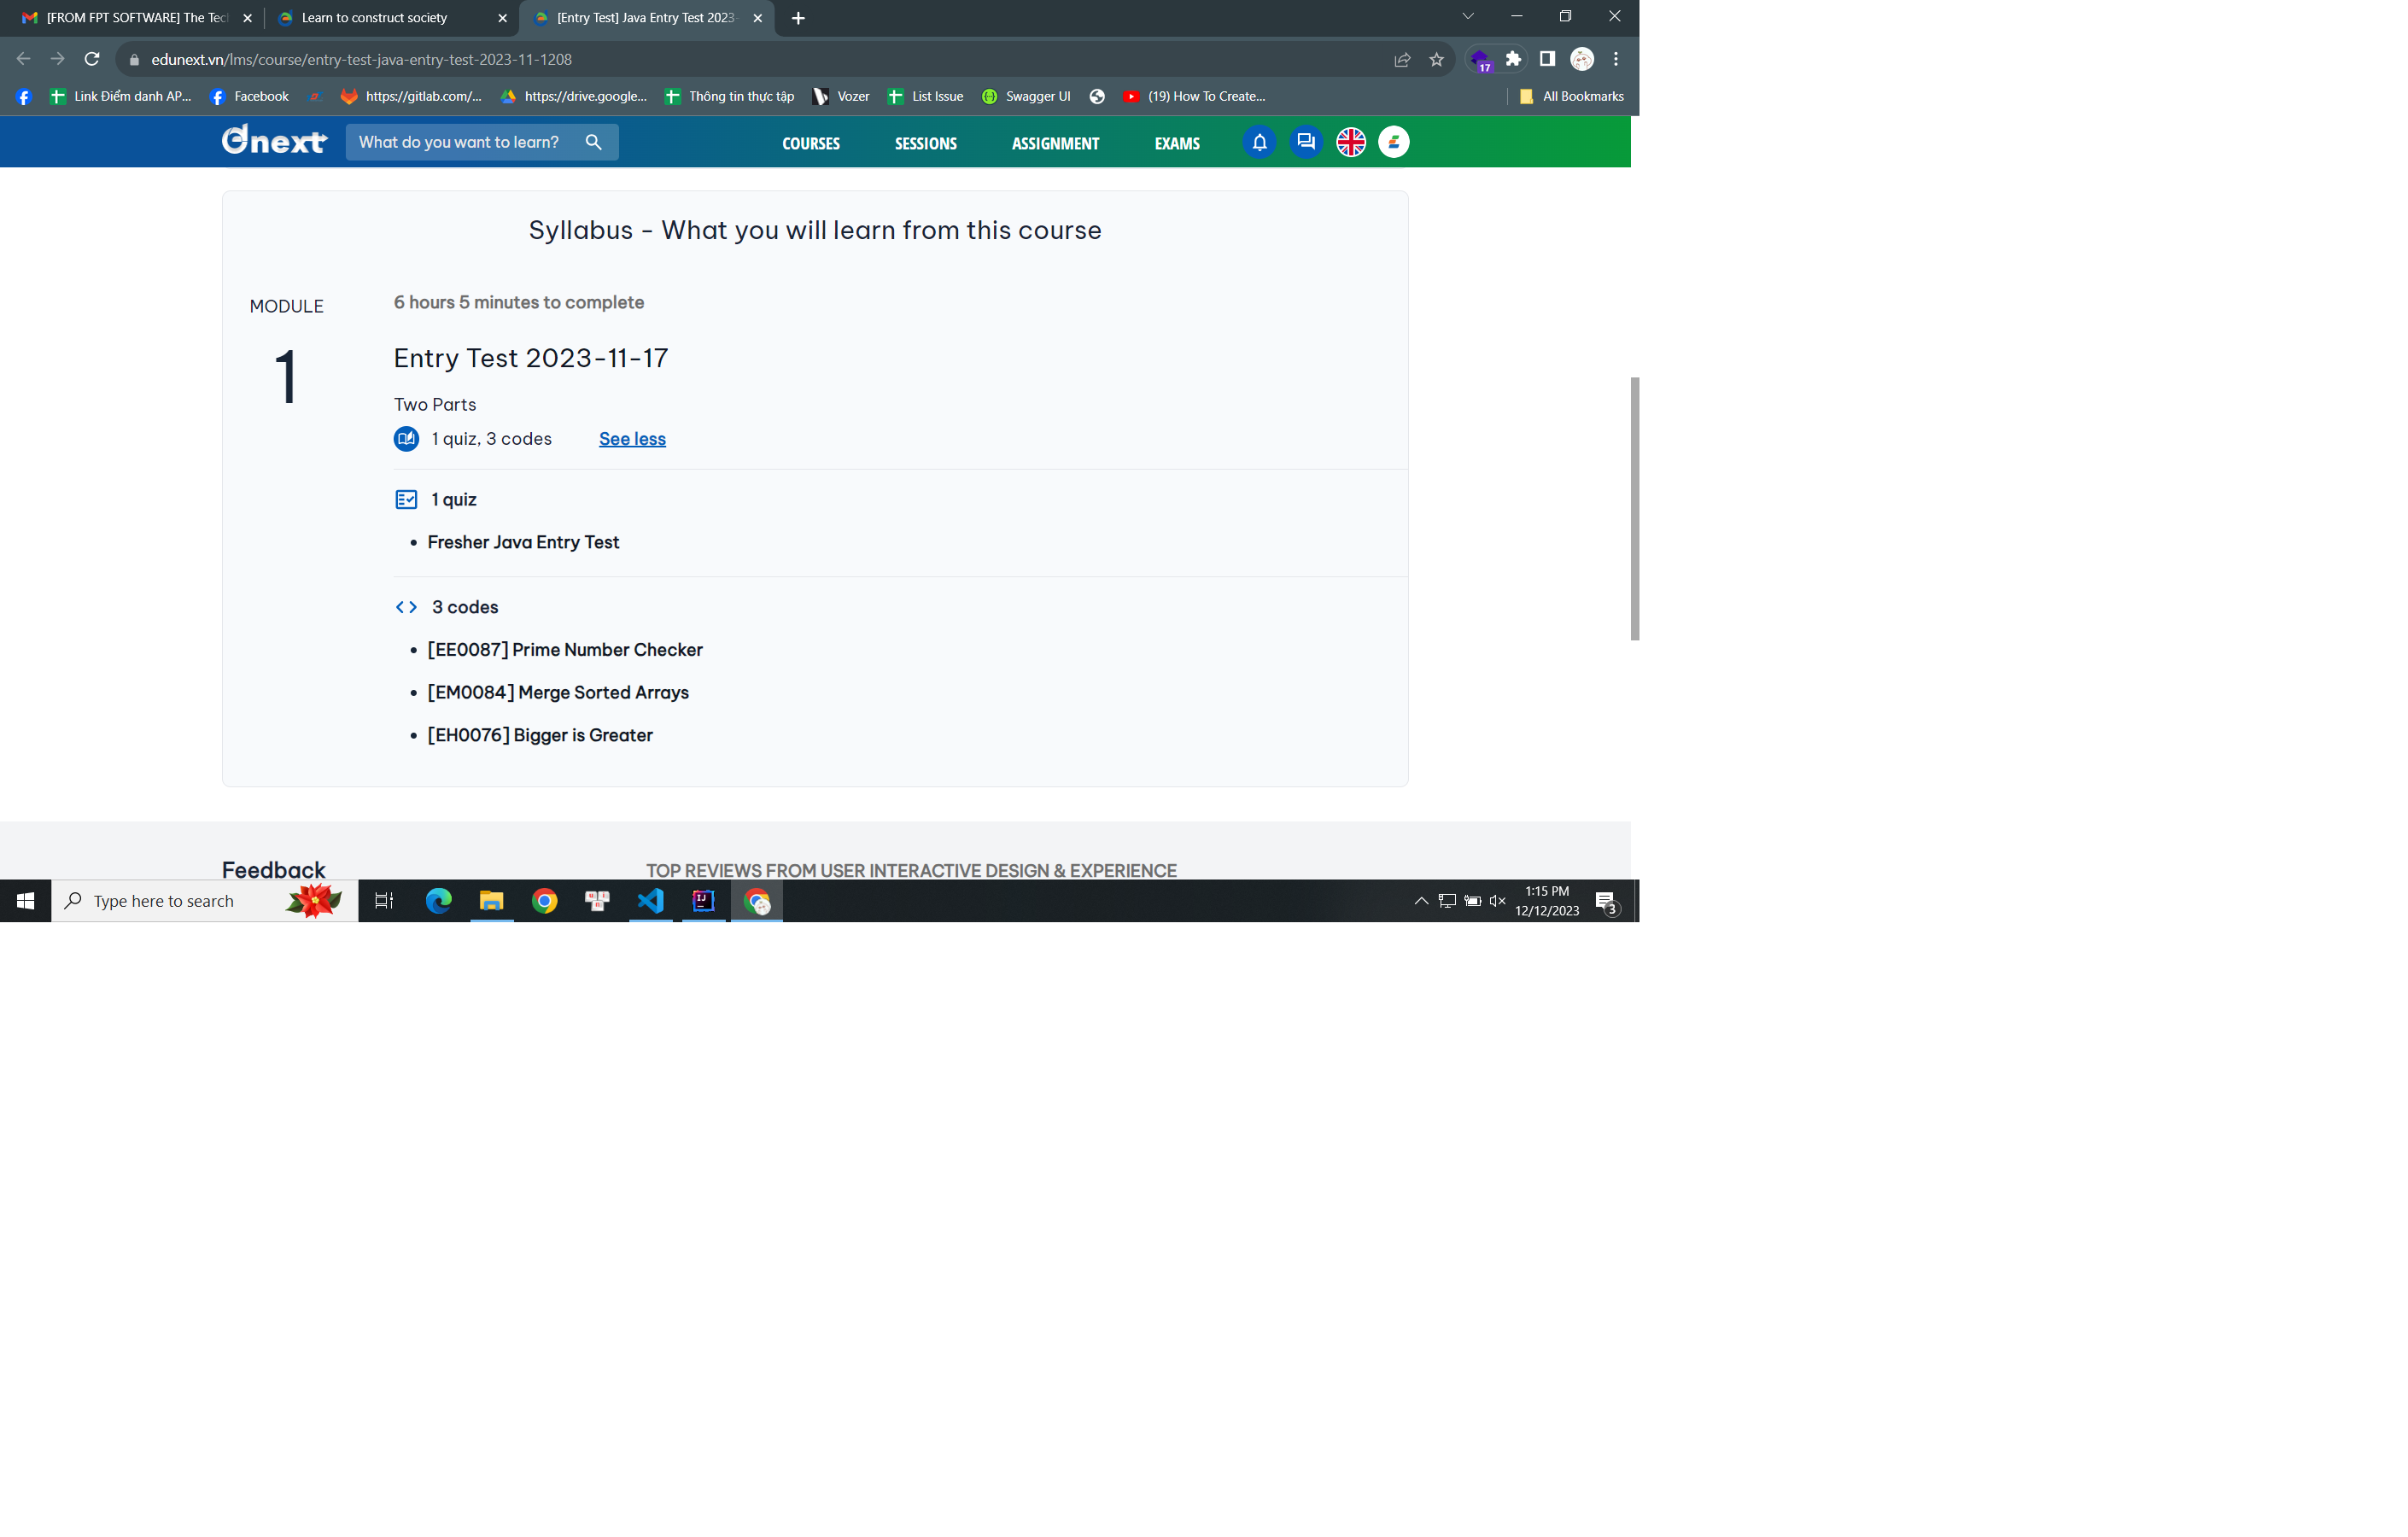 [FROM FPT SOFTWARE] The Tec
Learn to construct society
[Entry Test] Java Entry Test 2023-
edunext.vn/lms/course/entry-test-java-entry-test-2023-11-1208
17
Link Điểm danh AP...
Facebook
https://gitlab.com/...
https://drive.google...
Thông tin thực tập
Vozer
List Issue
Swagger UI
(19) How To Create...
All Bookmarks
next
What do you want to learn?
COURSES
SESSIONS
ASSIGNMENT
EXAMS
Syllabus - What you will learn from this course
MODULE
1
6 hours 5 minutes to complete
Entry Test 2023-11-17
Two Parts
1 quiz, 3 codes
See less
1 quiz
Fresher Java Entry Test
3 codes
[EE0087] Prime Number Checker
[EM0084] Merge Sorted Arrays
[EH0076] Bigger is Greater
Feedback
TOP REVIEWS FROM USER INTERACTIVE DESIGN & EXPERIENCE
Type here to search
1:15 PM
12/12/2023
3